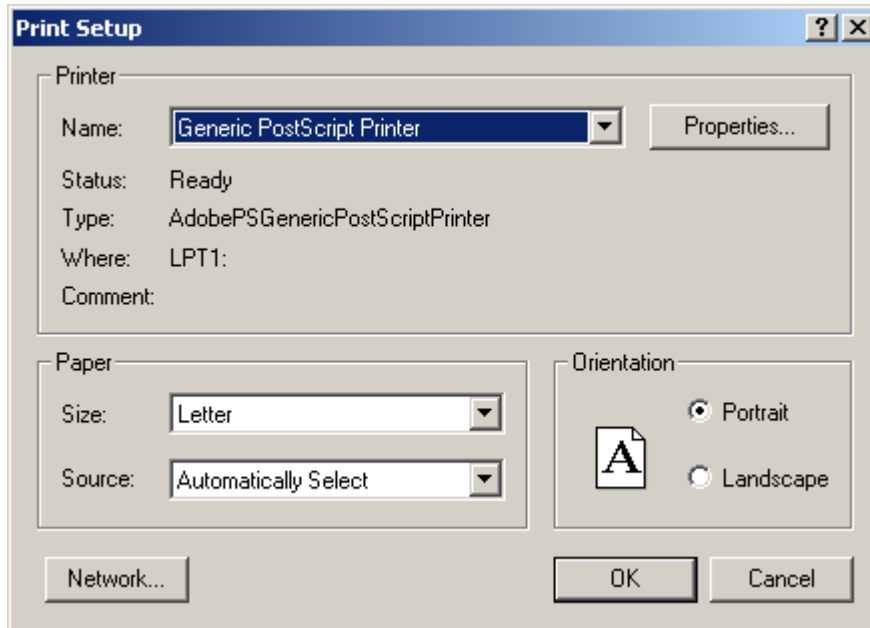 Print Setup
Printer
Name: Generic PostScript Printer Properties...
Status: Ready
Type: AdobePSGenericPostScriptPrinter
Where: LPT1:
Comment:
Paper
Size: Letter
Source: Automatically Select
Orientation
A
Portrait
Landscape
Network... OK Cancel